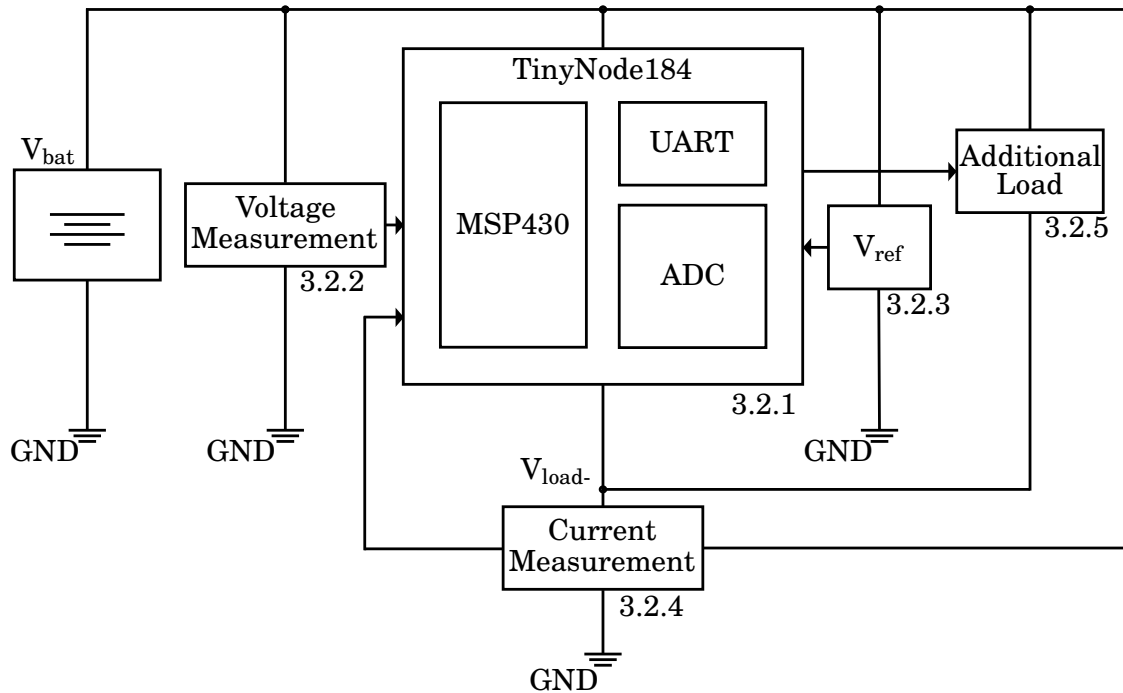 TinyNode184
V_bat
Voltage
Measurement
3.2.2
MSP430
UART
ADC
3.2.1
V_ref
3.2.3
Additional
Load
3.2.5
GND
GND
GND
V_load-
Current
Measurement
3.2.4
GND